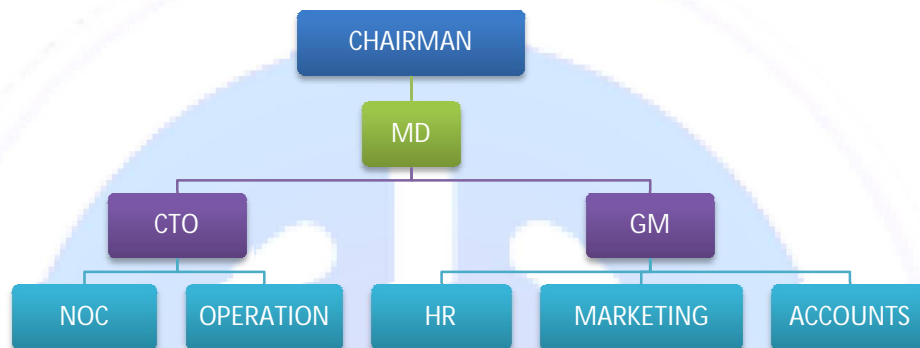 CHAIRMAN
MD
CTO
GM
NOC
OPERATION
HR
MARKETING
ACCOUNTS